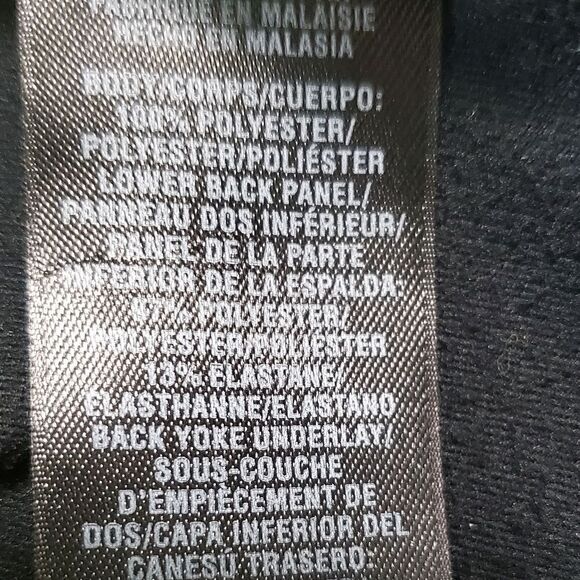 FABRIQUÉ EN MALAISIE
HECHO EN MALASIA
BODY/CORPS/CUERPO:
100% POLYESTER/
POLYESTER/POLIÉSTER
LOWER BACK PANEL/
PANNEAU DOS INFÉRIEUR/
PANEL DE LA PARTE
INFERIOR DE LA ESPALDA:
87% POLYESTER/
POLYESTER/POLIÉSTER
13% ELASTANE/
ÉLASTHANNE/ELASTANO
BACK YOKE UNDERLAY/
SOUS-COUCHE
D'EMPIÈCEMENT DE
DOS/CAPA INFERIOR DEL
CANESÚ TRASERO: